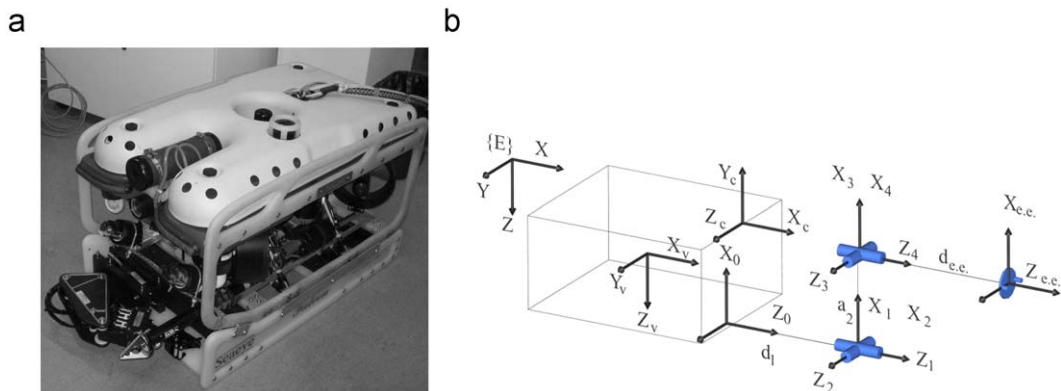 a
b
Seaeye
{E}
X
Y
Z
Y_c
Z_c
X_c
X_0
X_v
Y_v
Z_v
Z_0
d_l
X_3 X_4
Z_3
Z_4
d_e.e.
X_e.e.
Z_e.e.
a_2
X_1 X_2
Z_1
Z_2